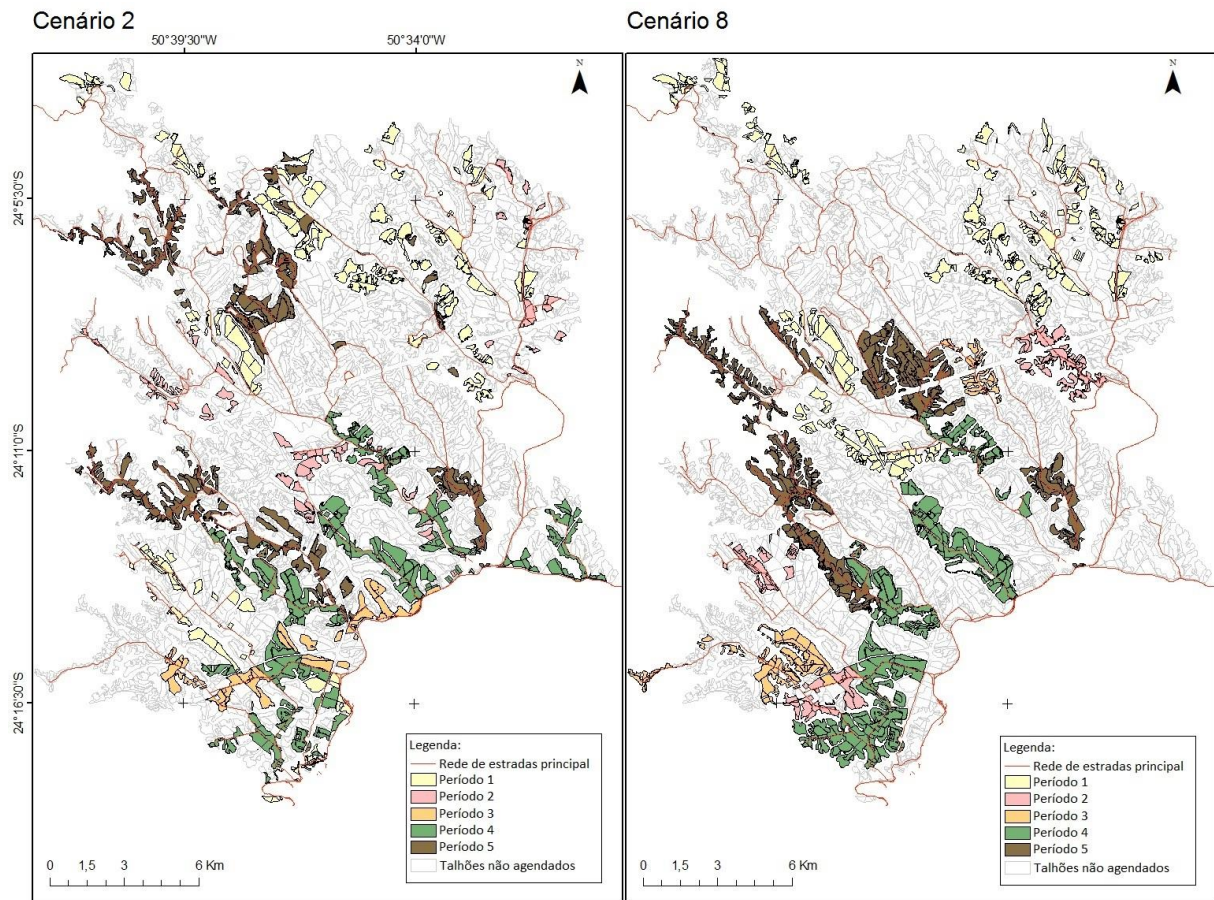 Cenário 2
50°39'30"W
50°34'0"W
N
24°5'30"S
24°11'0"S
24°16'30"S
Legenda:
Rede de estradas principal
Período 1
Período 2
Período 3
Período 4
Período 5
Talhões não agendados
0 1,5 3 6 Km
Cenário 8
N
Legenda:
Rede de estradas principal
Período 1
Período 2
Período 3
Período 4
Período 5
Talhões não agendados
0 1,5 3 6 Km